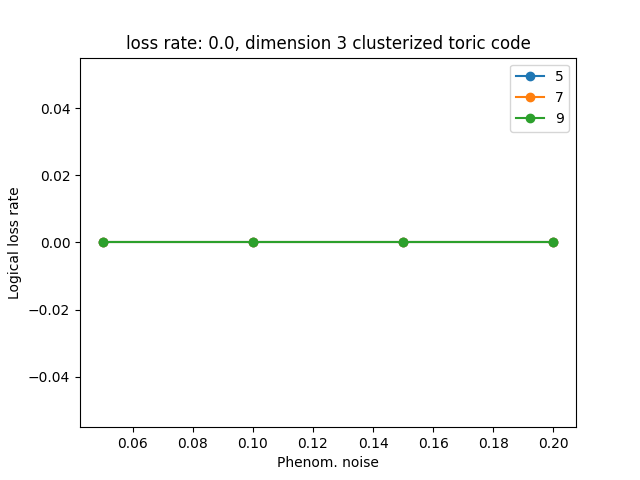 loss rate: 0.0, dimension 3 clusterized toric code
5
7
9
0.04
0.02
0.00
−0.02
−0.04
Logical loss rate
0.06 0.08 0.10 0.12 0.14 0.16 0.18 0.20
Phenom. noise